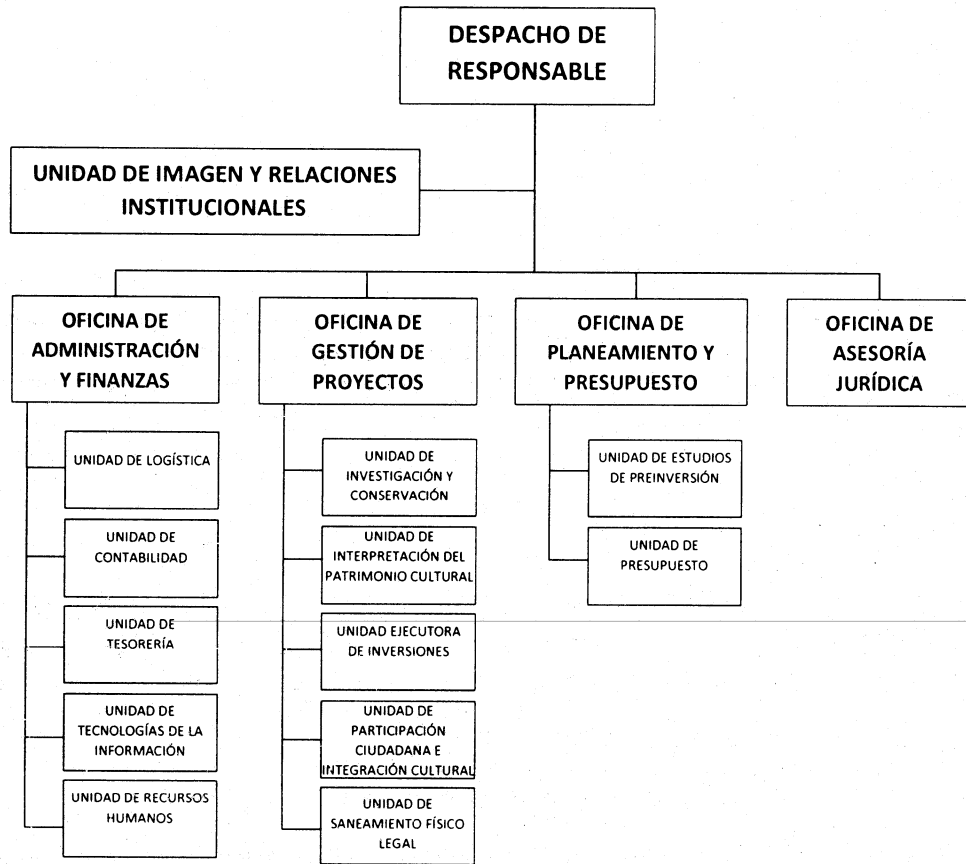 DESPACHO DE
RESPONSABLE
UNIDAD DE IMAGEN Y RELACIONES
INSTITUCIONALES
OFICINA DE
ADMINISTRACIÓN
Y FINANZAS
OFICINA DE
GESTIÓN DE
PROYECTOS
OFICINA DE
PLANEAMIENTO Y
PRESUPUESTO
OFICINA DE
ASESORÍA
JURÍDICA
UNIDAD DE LOGÍSTICA
UNIDAD DE
CONTABILIDAD
UNIDAD DE
TESORERÍA
UNIDAD DE
TECNOLOGÍAS DE LA
INFORMACIÓN
UNIDAD DE RECURSOS
HUMANOS
UNIDAD DE
INVESTIGACIÓN Y
CONSERVACIÓN
UNIDAD DE
INTERPRETACIÓN DEL
PATRIMONIO CULTURAL
UNIDAD EJECUTORA
DE INVERSIONES
UNIDAD DE
PARTICIPACIÓN
CIUDADANA E
INTEGRACIÓN CULTURAL
UNIDAD DE
SANEAMIENTO FÍSICO
LEGAL
UNIDAD DE ESTUDIOS
DE PREINVERSIÓN
UNIDAD DE
PRESUPUESTO